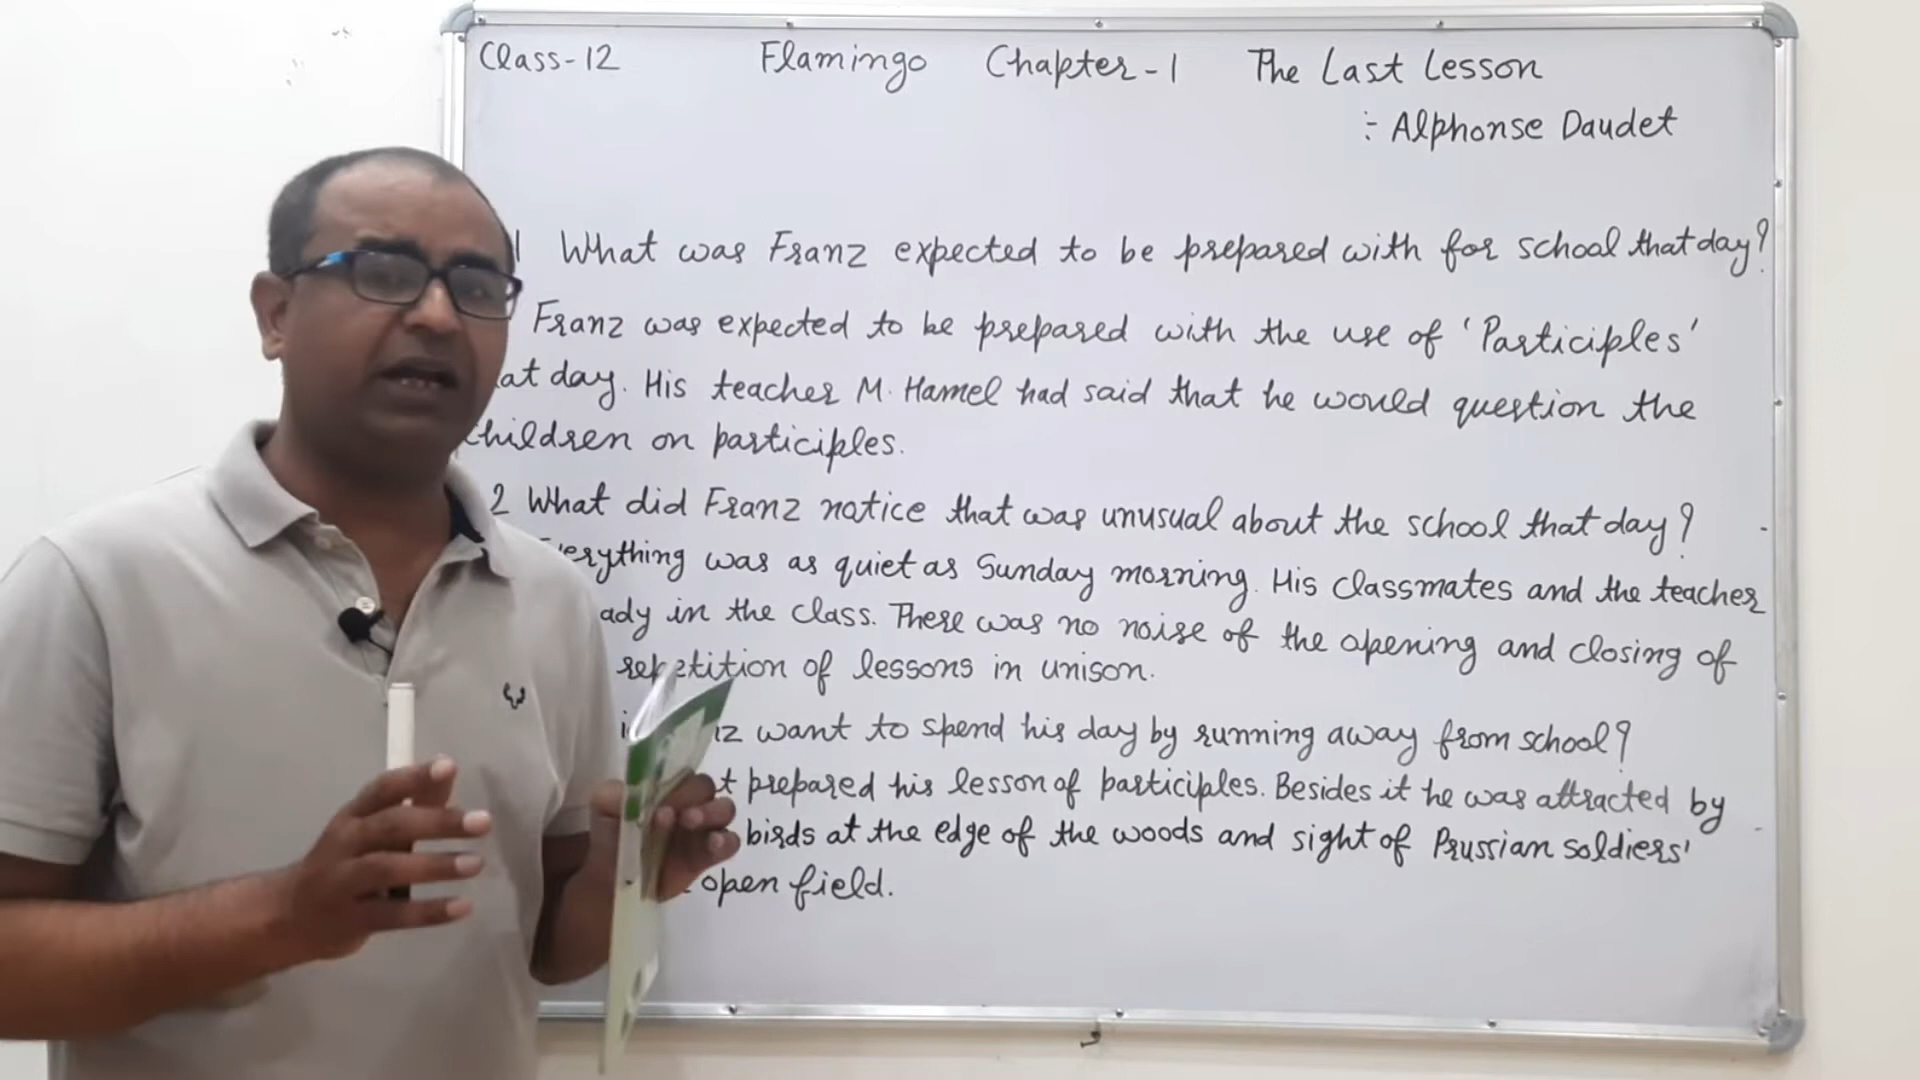 Class-12 Flamingo Chapter-1 The Last Lesson
:- Alphonse Daudet
1 What was Franz expected to be prepared with for school that day?
Franz was expected to be prepared with the use of 'Participles'
day. His teacher M. Hamel had said that he would question the
children on participles.
2 What did Franz notice that was unusual about the school that day?
was as quiet as Sunday morning. His classmates and the teacher
in the class. There was no noise of the opening and closing of
repetition of lessons in unison.
want to spend his day by running away from school?
prepared his lesson of participles. Besides it he was attracted by
birds at the edge of the woods and sight of Prussian soldiers'
open field.